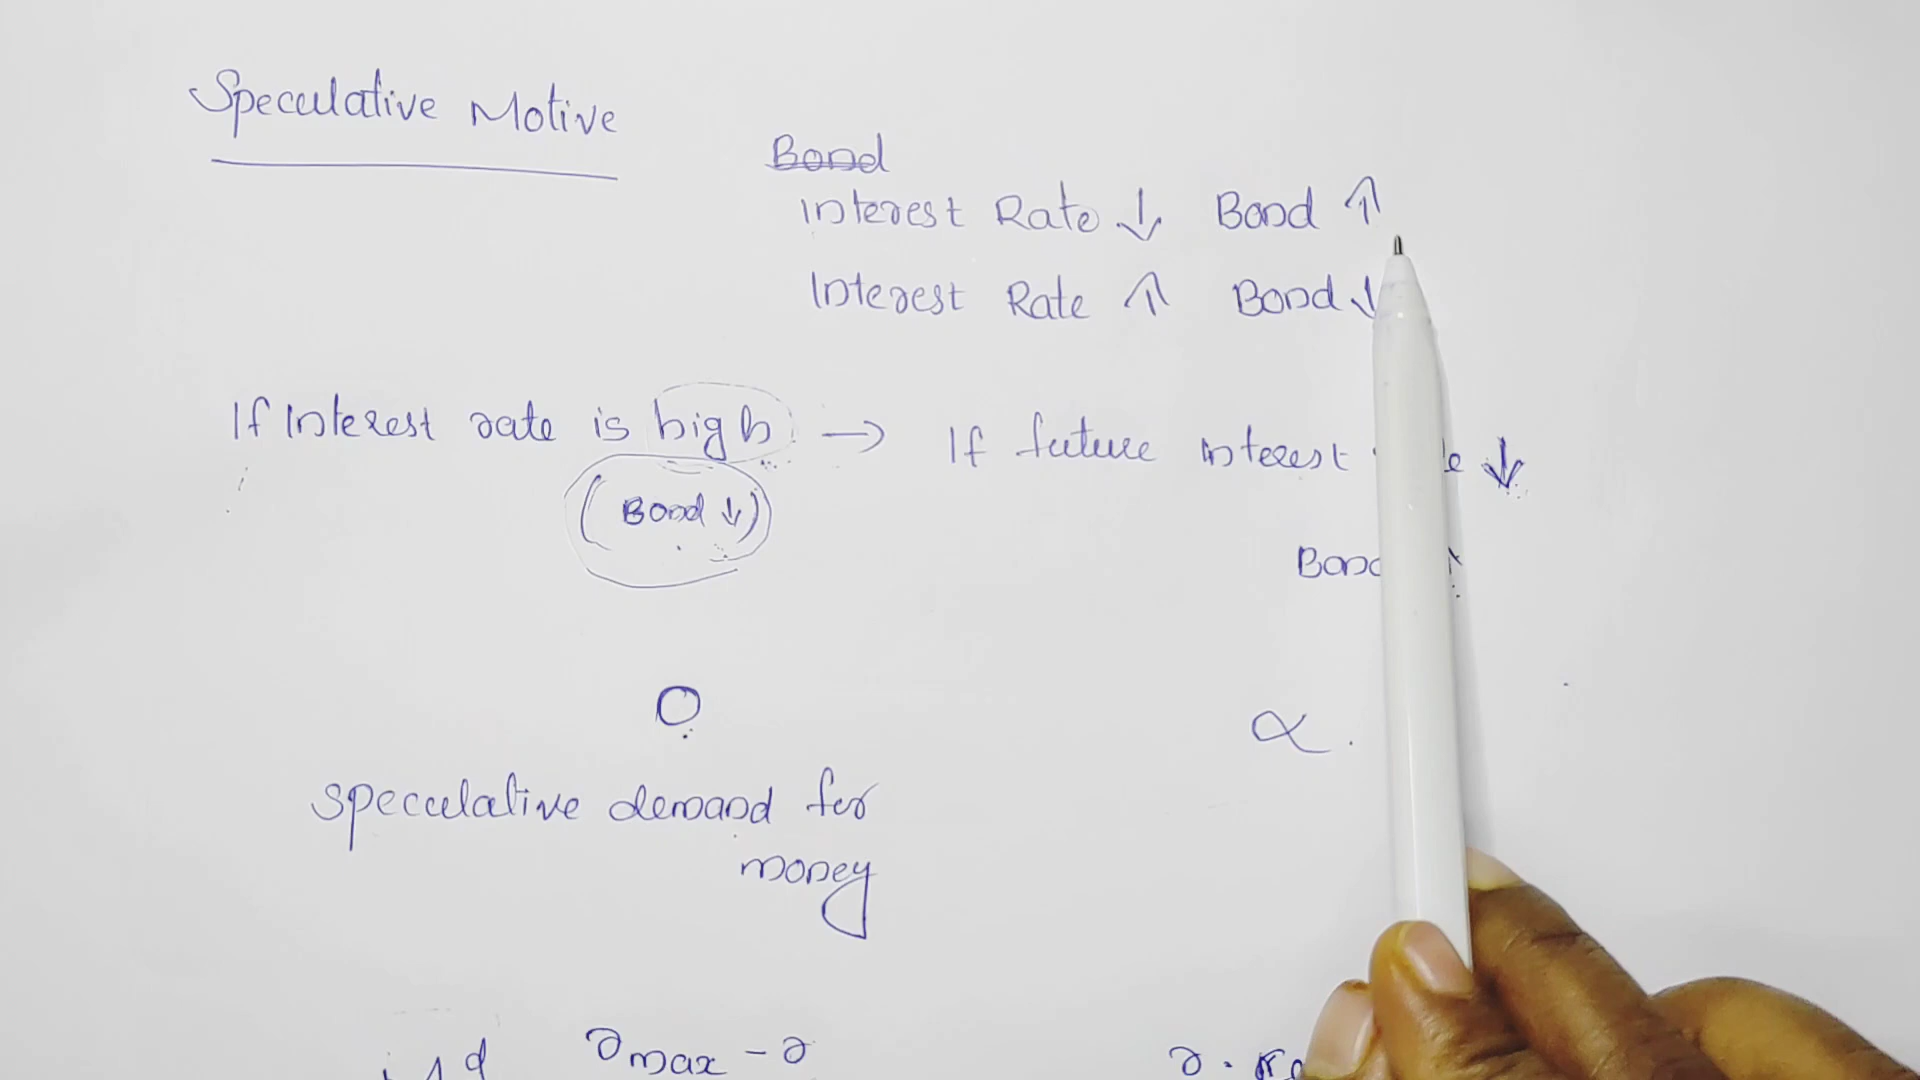 Speculative Motive
Bond
Interest Rate ↓ Bond ↑
Interest Rate ↑ Bond ↓
If Interest rate is high → If future interest ↓
(Bond ↓)
O
∝
speculative demand for
money
r max - r